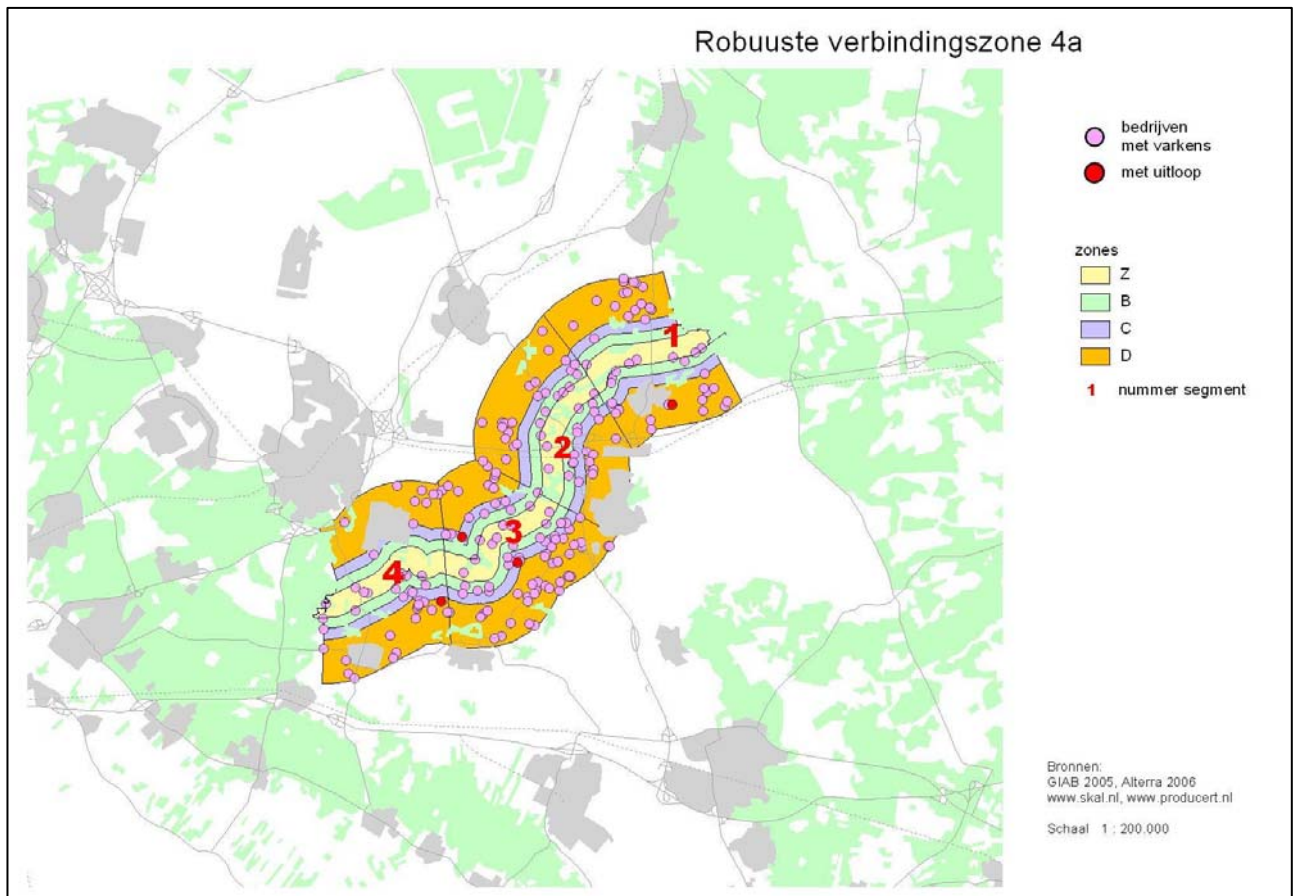 Robuuste verbindingszone 4a
bedrijven
met varkens
met uitloop
zones
Z
B
C
D
1 nummer segment
1
2
3
4
Bronnen:
GIAB 2005, Alterra 2006
www.skal.nl, www.producert.nl
Schaal 1 : 200.000